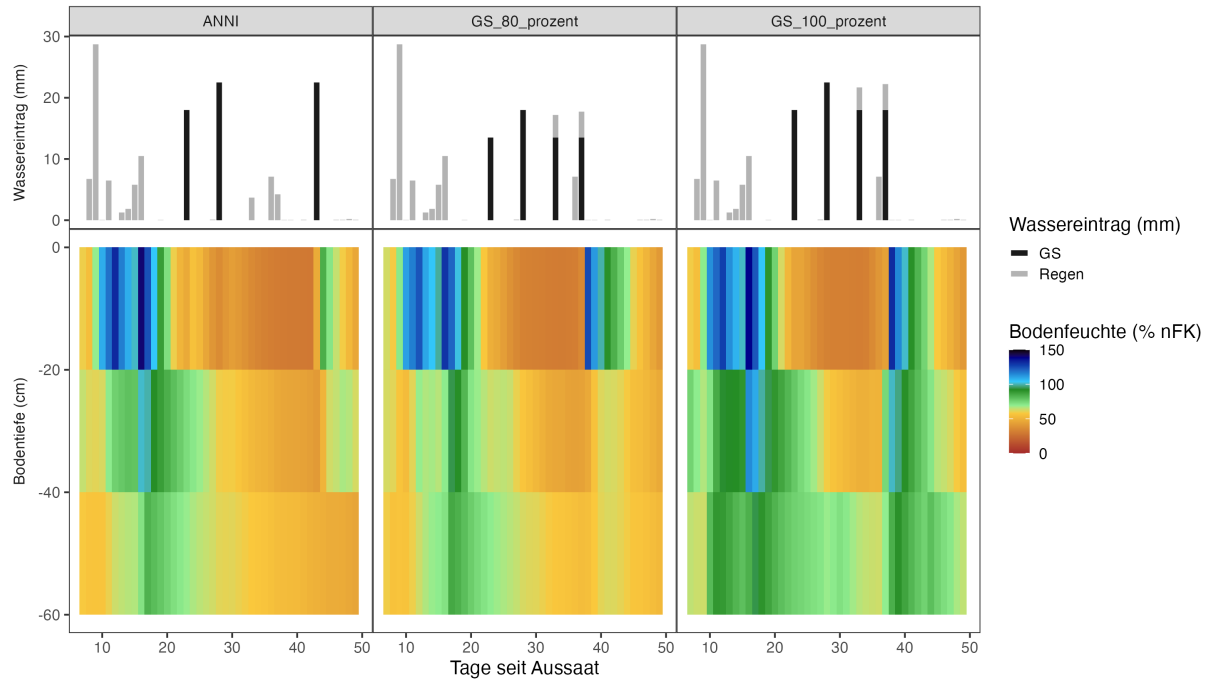 ANNI GS_80_prozent GS_100_prozent
Wassereintrag (mm)
30
20
10
0
Bodentiefe (cm)
0
-20
-40
-60
10 20 30 40 50 10 20 30 40 50 10 20 30 40 50
Tage seit Aussaat
Wassereintrag (mm)
GS
Regen
Bodenfeuchte (% nFK)
150
100
50
0